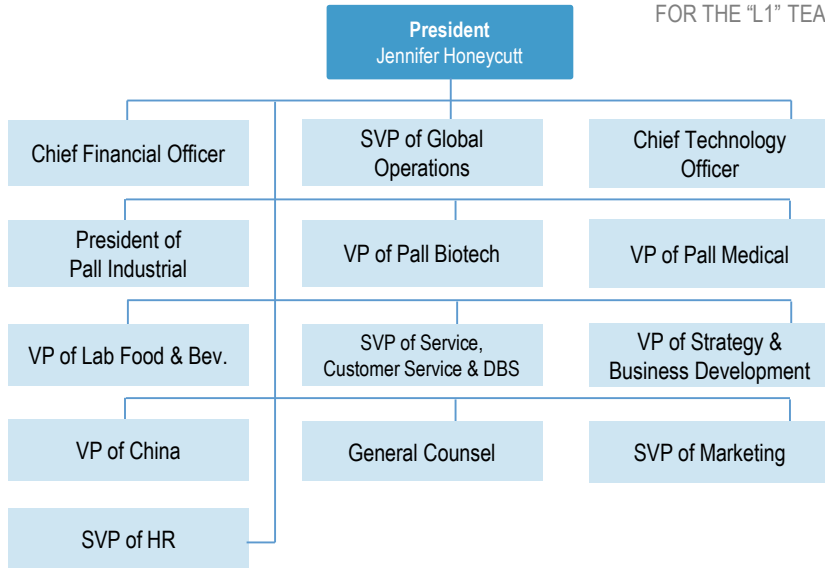 FOR THE “L1” TEA
President
Jennifer Honeycutt
Chief Financial Officer
SVP of Global
Operations
Chief Technology
Officer
President of
Pall Industrial
VP of Pall Biotech
VP of Pall Medical
VP of Lab Food & Bev.
SVP of Service,
Customer Service & DBS
VP of Strategy &
Business Development
VP of China
General Counsel
SVP of Marketing
SVP of HR